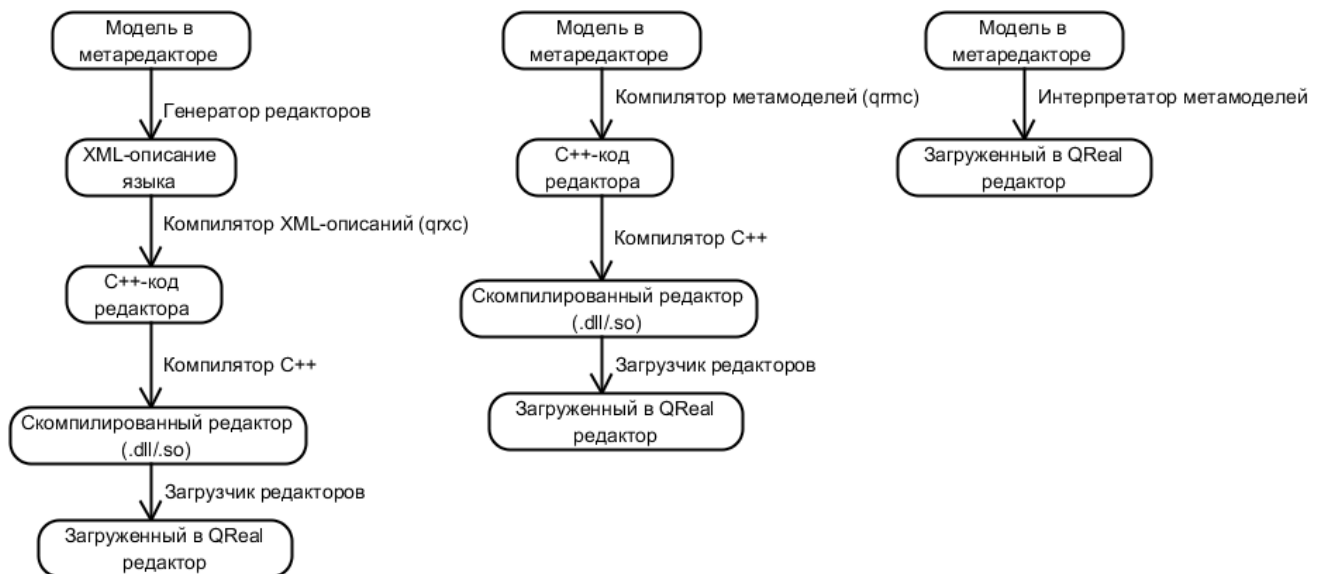 Модель в
метаредакторе
Генератор редакторов
XML-описание
языка
Компилятор XML-описаний (qrxc)
C++-код
редактора
Компилятор C++
Скомпилированный редактор
(.dll/.so)
Загрузчик редакторов
Загруженный в QReal
редактор
Модель в
метаредакторе
Компилятор метамоделей (qrmc)
C++-код
редактора
Компилятор C++
Скомпилированный редактор
(.dll/.so)
Загрузчик редакторов
Загруженный в QReal
редактор
Модель в
метаредакторе
Интерпретатор метамоделей
Загруженный в QReal
редактор